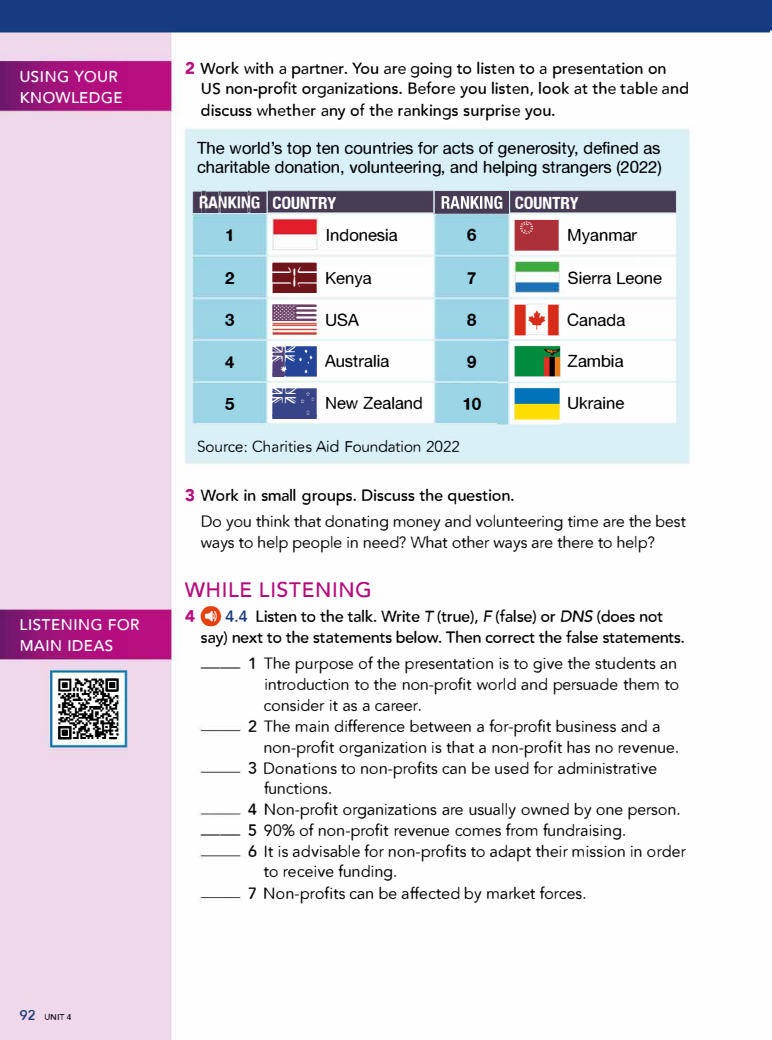 USING YOUR
KNOWLEDGE
2 Work with a partner. You are going to listen to a presentation on
US non-profit organizations. Before you listen, look at the table and
discuss whether any of the rankings surprise you.
The world's top ten countries for acts of generosity, defined as
charitable donation, volunteering, and helping strangers (2022)
RANKING COUNTRY RANKING COUNTRY
1 Indonesia 6 Myanmar
2 Kenya 7 Sierra Leone
3 USA 8 Canada
4 Australia 9 Zambia
5 New Zealand 10 Ukraine
Source: Charities Aid Foundation 2022
3 Work in small groups. Discuss the question.
Do you think that donating money and volunteering time are the best
ways to help people in need? What other ways are there to help?
WHILE LISTENING
LISTENING FOR
MAIN IDEAS
4 4.4 Listen to the talk. Write T (true), F (false) or DNS (does not
say) next to the statements below. Then correct the false statements.
____ 1 The purpose of the presentation is to give the students an
introduction to the non-profit world and persuade them to
consider it as a career.
____ 2 The main difference between a for-profit business and a
non-profit organization is that a non-profit has no revenue.
____ 3 Donations to non-profits can be used for administrative
functions.
____ 4 Non-profit organizations are usually owned by one person.
____ 5 90% of non-profit revenue comes from fundraising.
____ 6 It is advisable for non-profits to adapt their mission in order
to receive funding.
____ 7 Non-profits can be affected by market forces.
92 UNIT 4